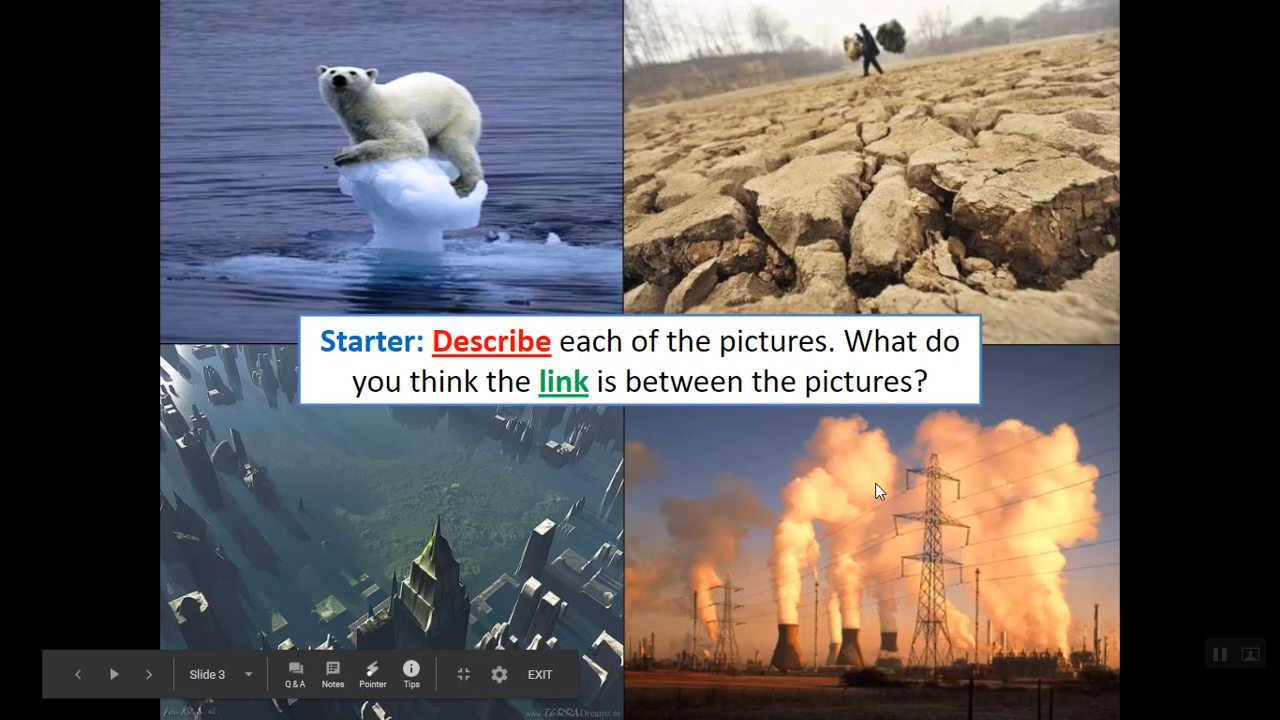 Starter: Describe each of the pictures. What do
you think the link is between the pictures?
Slide 3
Q & A
Notes
Pointer
Tips
EXIT